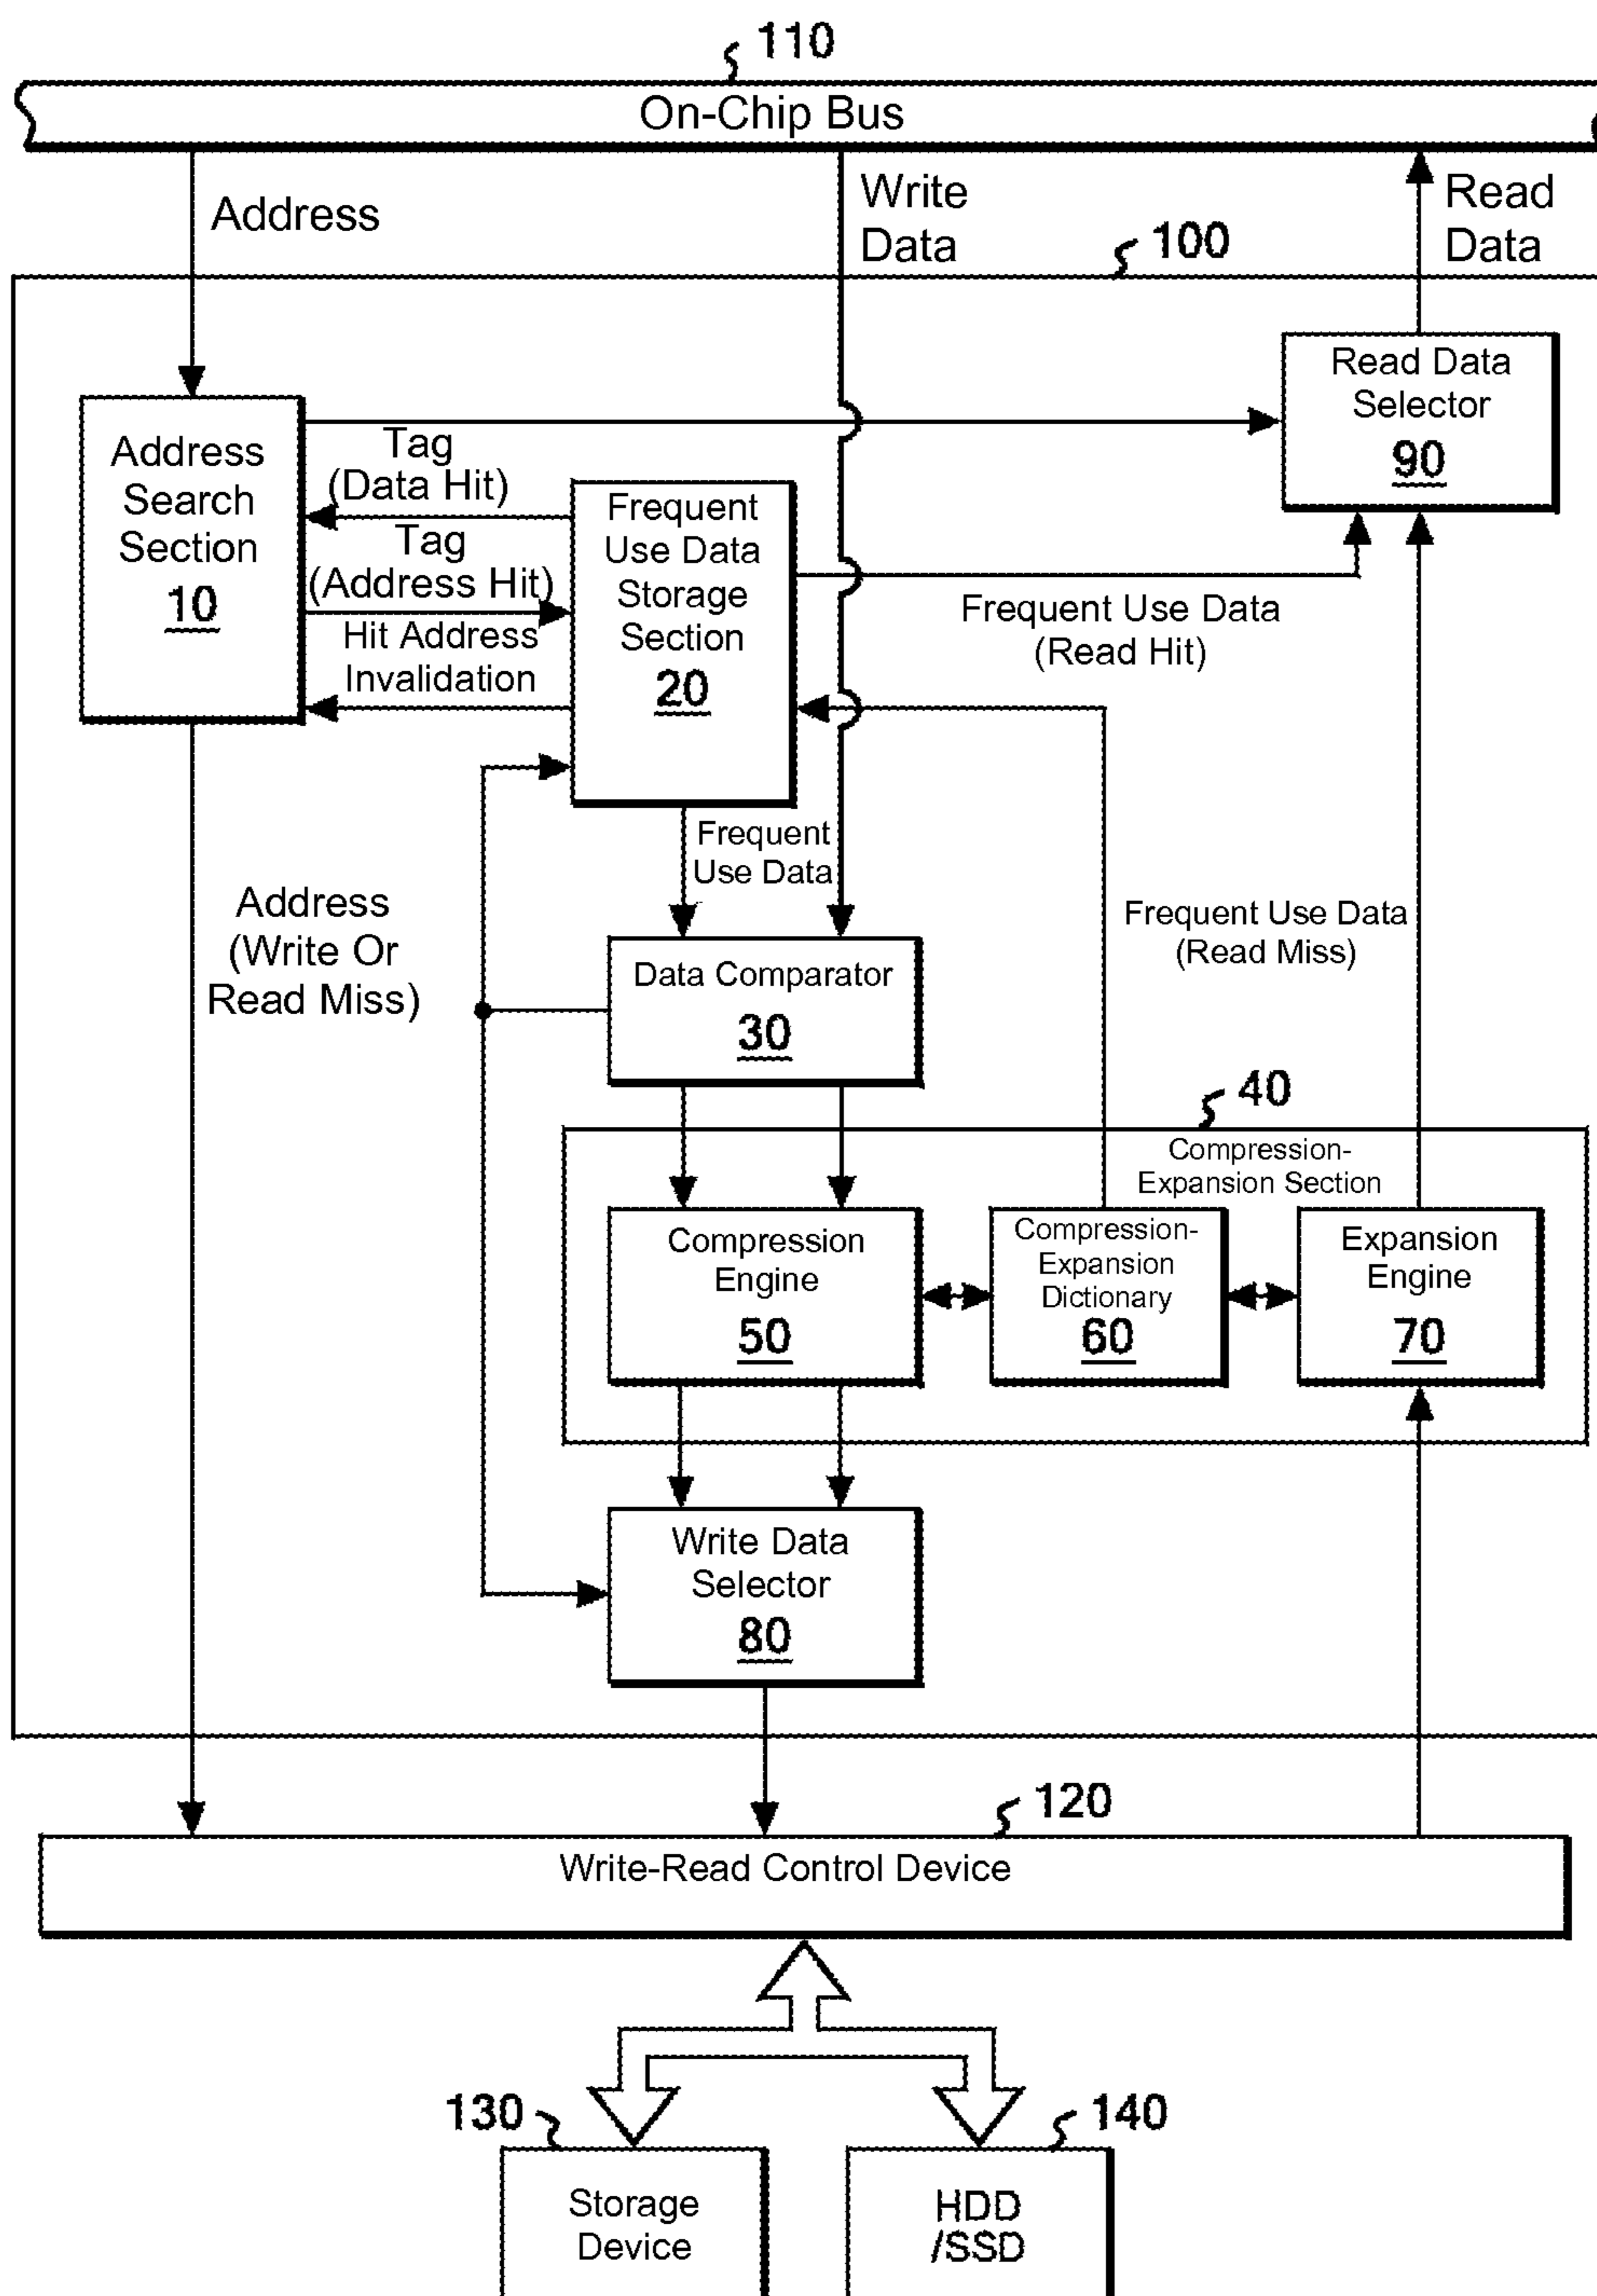 110
On-Chip Bus
Address
Write
Data
Read
Data
100
Read Data
Selector
90
Address
Search
Section
10
Tag
(Data Hit)
Tag
(Address Hit)
Hit Address
Invalidation
Frequent
Use Data
Storage
Section
20
Frequent Use Data
(Read Hit)
Frequent
Use Data
Address
(Write Or
Read Miss)
Frequent Use Data
(Read Miss)
Data Comparator
30
40
Compression-
Expansion Section
Compression
Engine
50
Compression-
Expansion
Dictionary
60
Expansion
Engine
70
Write Data
Selector
80
120
Write-Read Control Device
130
140
Storage
Device
HDD
/SSD